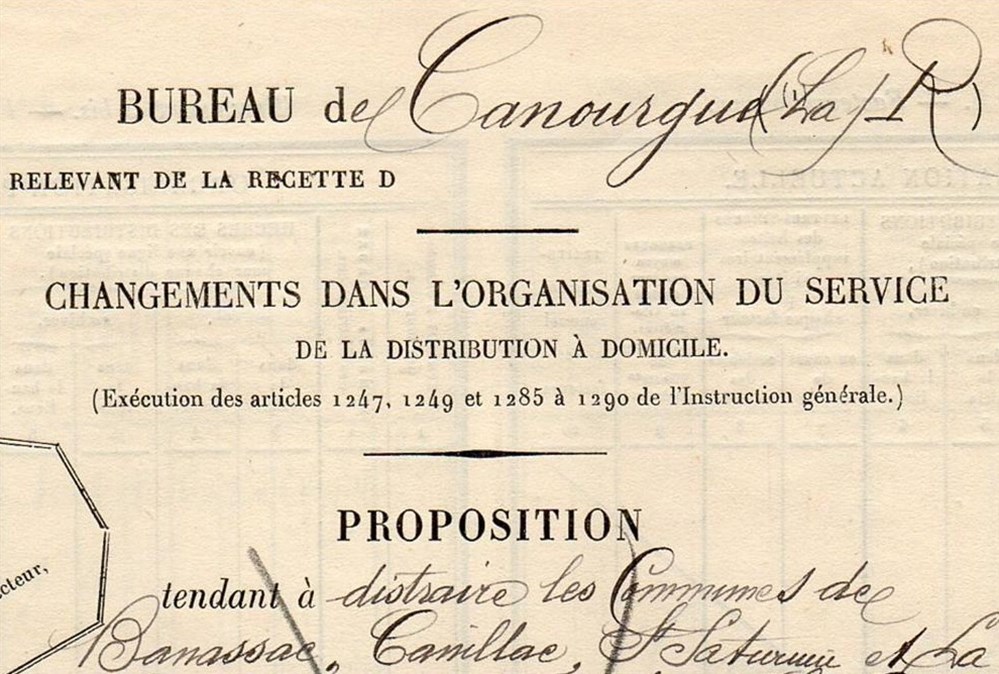 BUREAU de Canourgue (La) R
RELEVANT DE LA RECETTE D
CHANGEMENTS DANS L'ORGANISATION DU SERVICE
DE LA DISTRIBUTION À DOMICILE.
(Exécution des articles 1247, 1249 et 1285 à 1290 de l'Instruction générale.)
PROPOSITION
cteur,
tendant à distraire les Communes de
Banassac, Canillac, St Saturnin et La